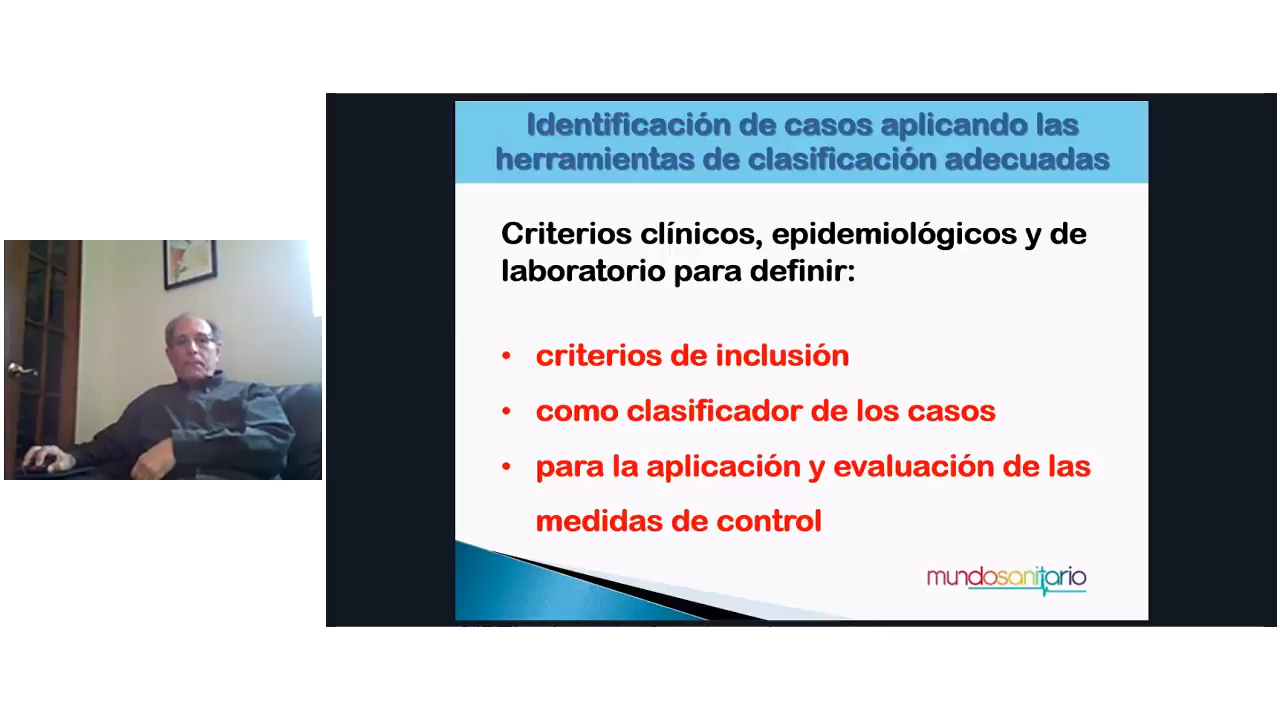 Identificación de casos aplicando las
herramientas de clasificación adecuadas
Criterios clínicos, epidemiológicos y de
laboratorio para definir:
• criterios de inclusión
• como clasificador de los casos
• para la aplicación y evaluación de las
medidas de control
mundosanitario